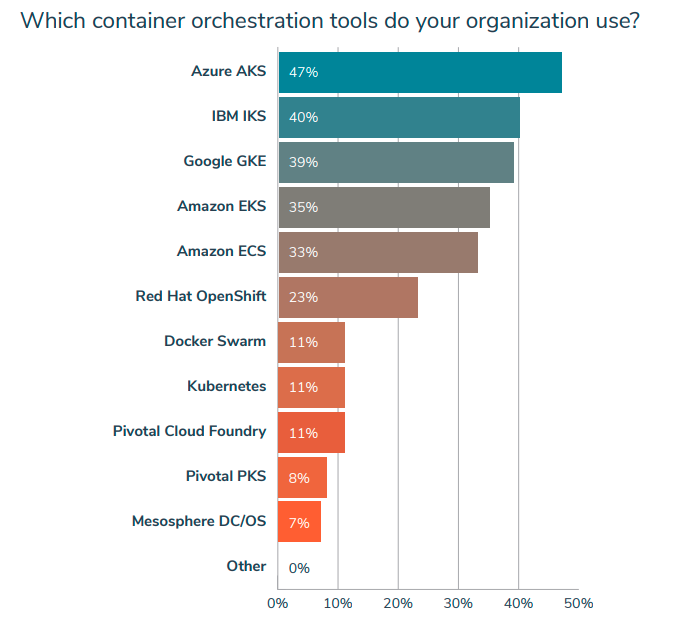 Which container orchestration tools do your organization use?
Azure AKS 47%
IBM IKS 40%
Google GKE 39%
Amazon EKS 35%
Amazon ECS 33%
Red Hat OpenShift 23%
Docker Swarm 11%
Kubernetes 11%
Pivotal Cloud Foundry 11%
Pivotal PKS 8%
Mesosphere DC/OS 7%
Other 0%
0% 10% 20% 30% 40% 50%